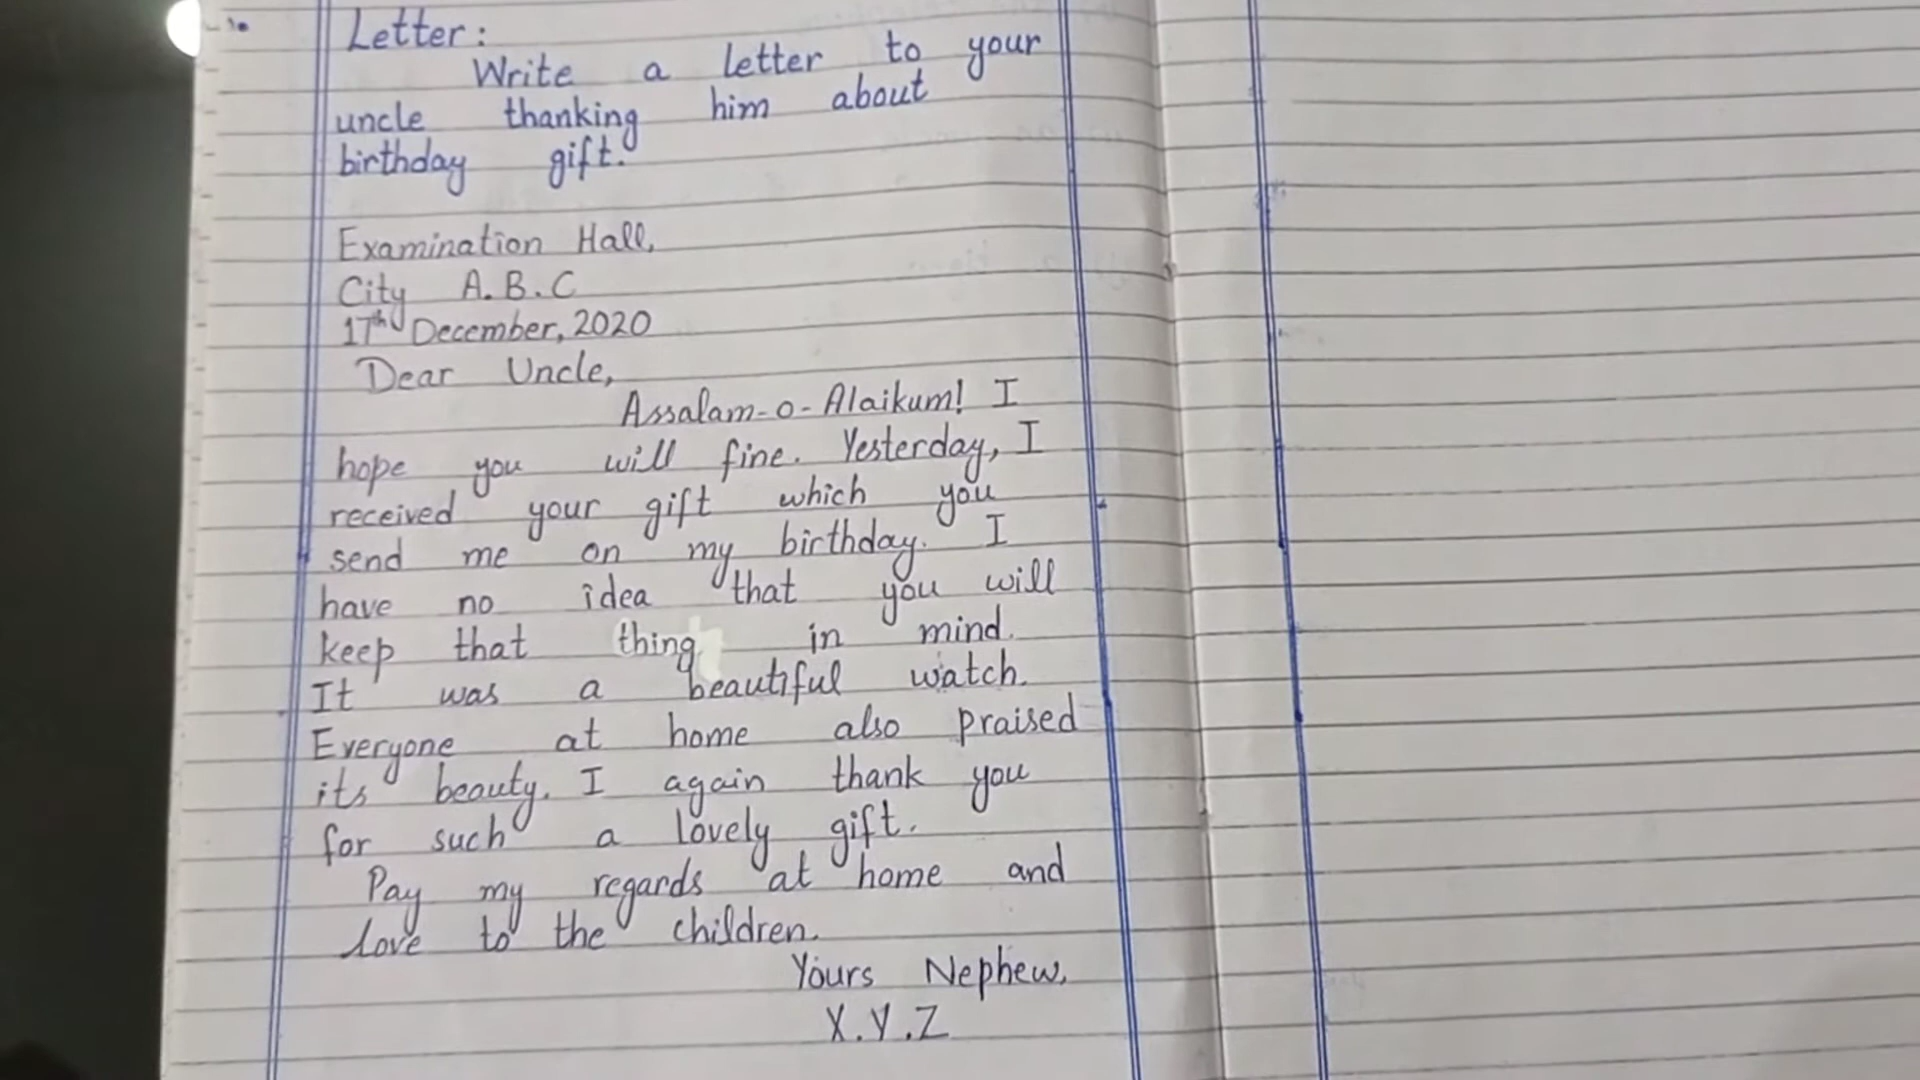 Letter:
Write a letter to your
uncle thanking him about
birthday gift.
Examination Hall,
City A.B.C
17th December, 2020
Dear Uncle,
Assalam-o-Alaikum! I
hope you will fine. Yesterday, I
received your gift which you
send me on my birthday. I
have no idea that you will
keep that thing in mind.
It was a beautiful watch.
Everyone at home also praised
its beauty. I again thank you
for such a lovely gift.
Pay my regards at home and
love to the children.
Yours Nephew,
X.Y.Z